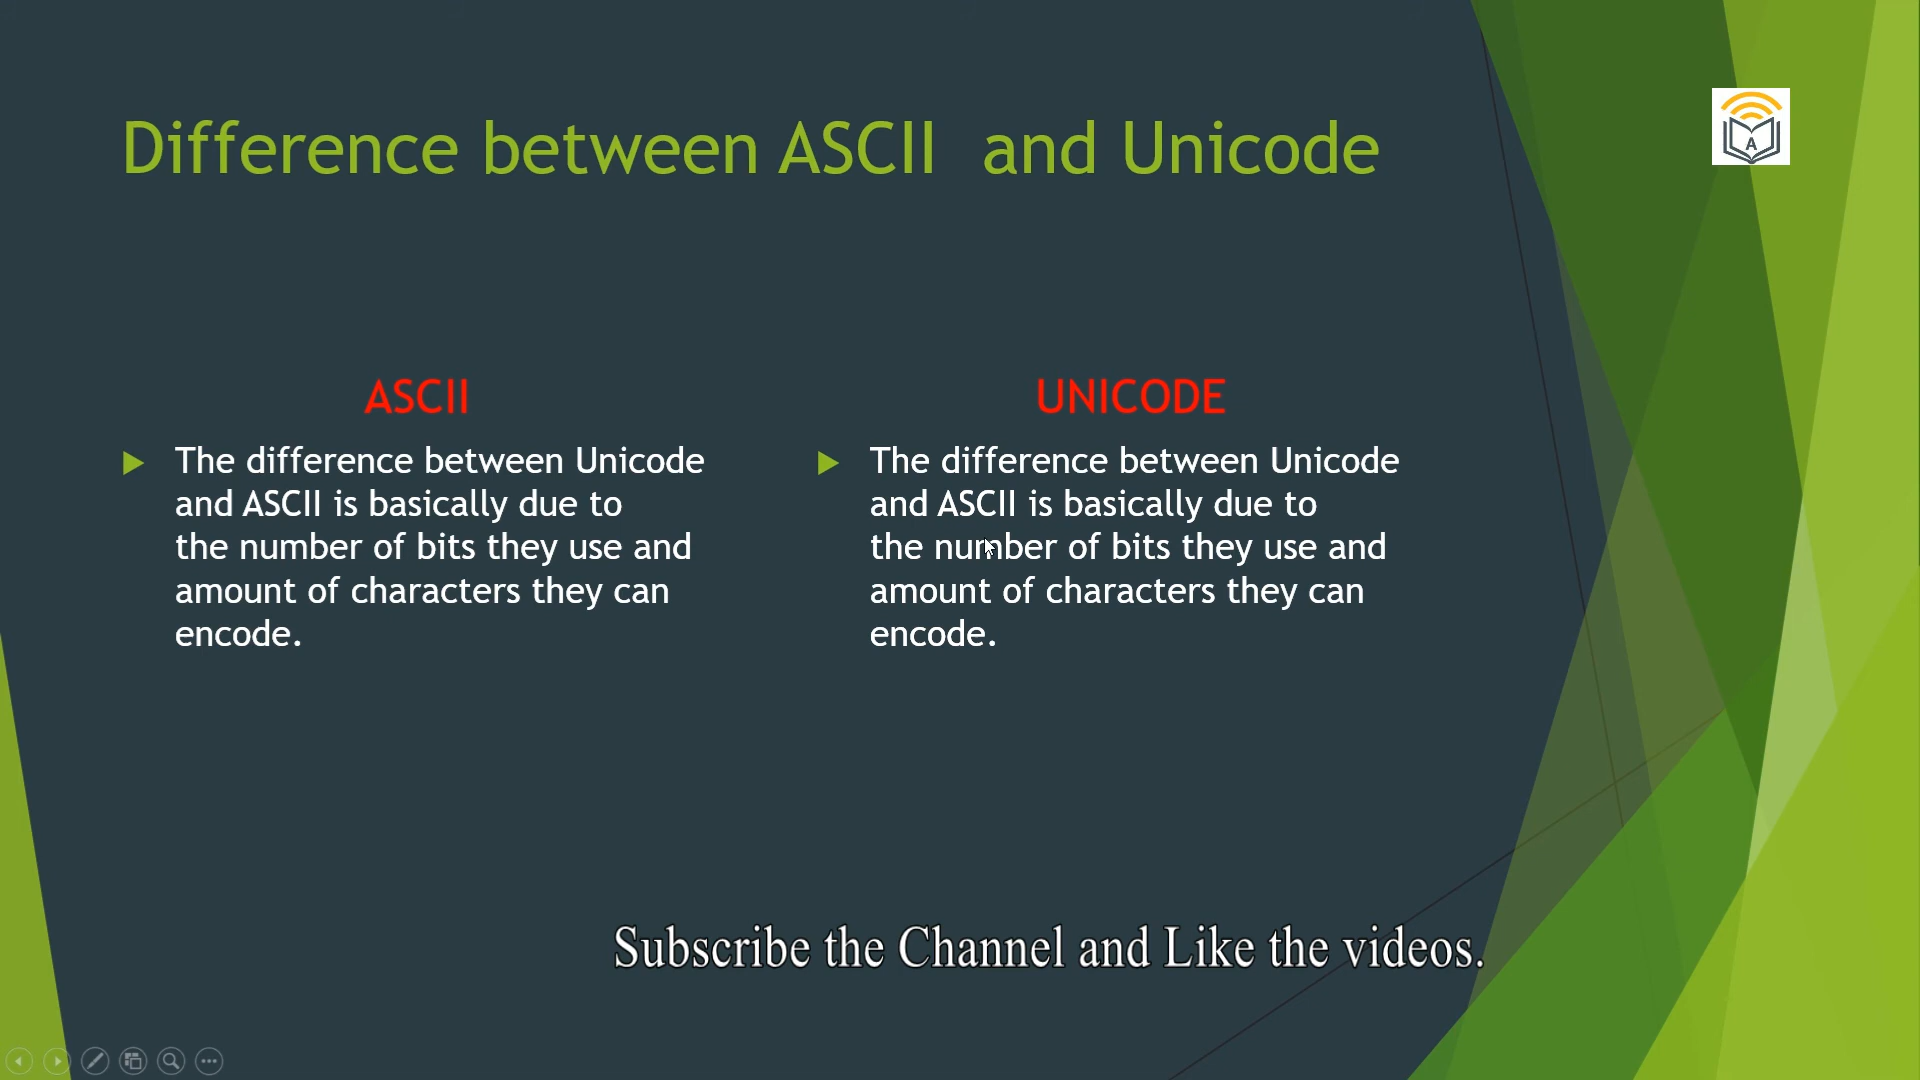 Difference between ASCII and Unicode
A
ASCII
The difference between Unicode
and ASCII is basically due to
the number of bits they use and
amount of characters they can
encode.
UNICODE
The difference between Unicode
and ASCII is basically due to
the number of bits they use and
amount of characters they can
encode.
Subscribe the Channel and Like the videos.